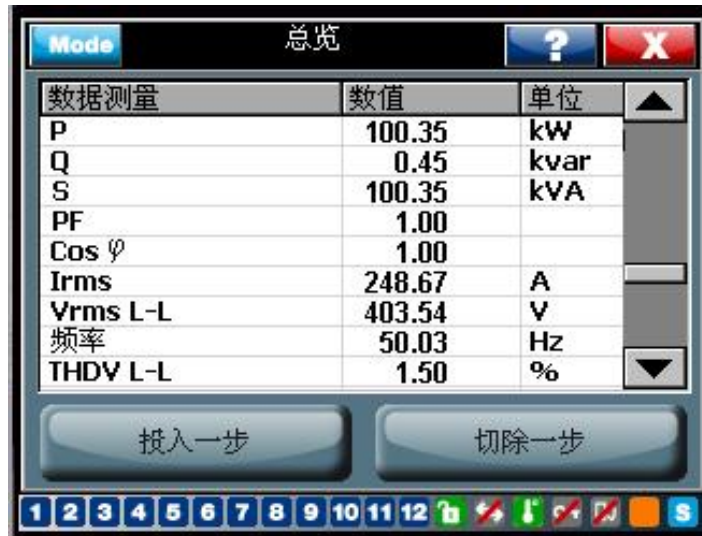 Mode 总览 ? X
数据测量 数值 单位
P 100.35 kW
Q 0.45 kvar
S 100.35 kVA
PF 1.00
Cos φ 1.00
Irms 248.67 A
Vrms L-L 403.54 V
频率 50.03 Hz
THDV L-L 1.50 %
投入一步 切除一步
1 2 3 4 5 6 7 8 9 10 11 12 S